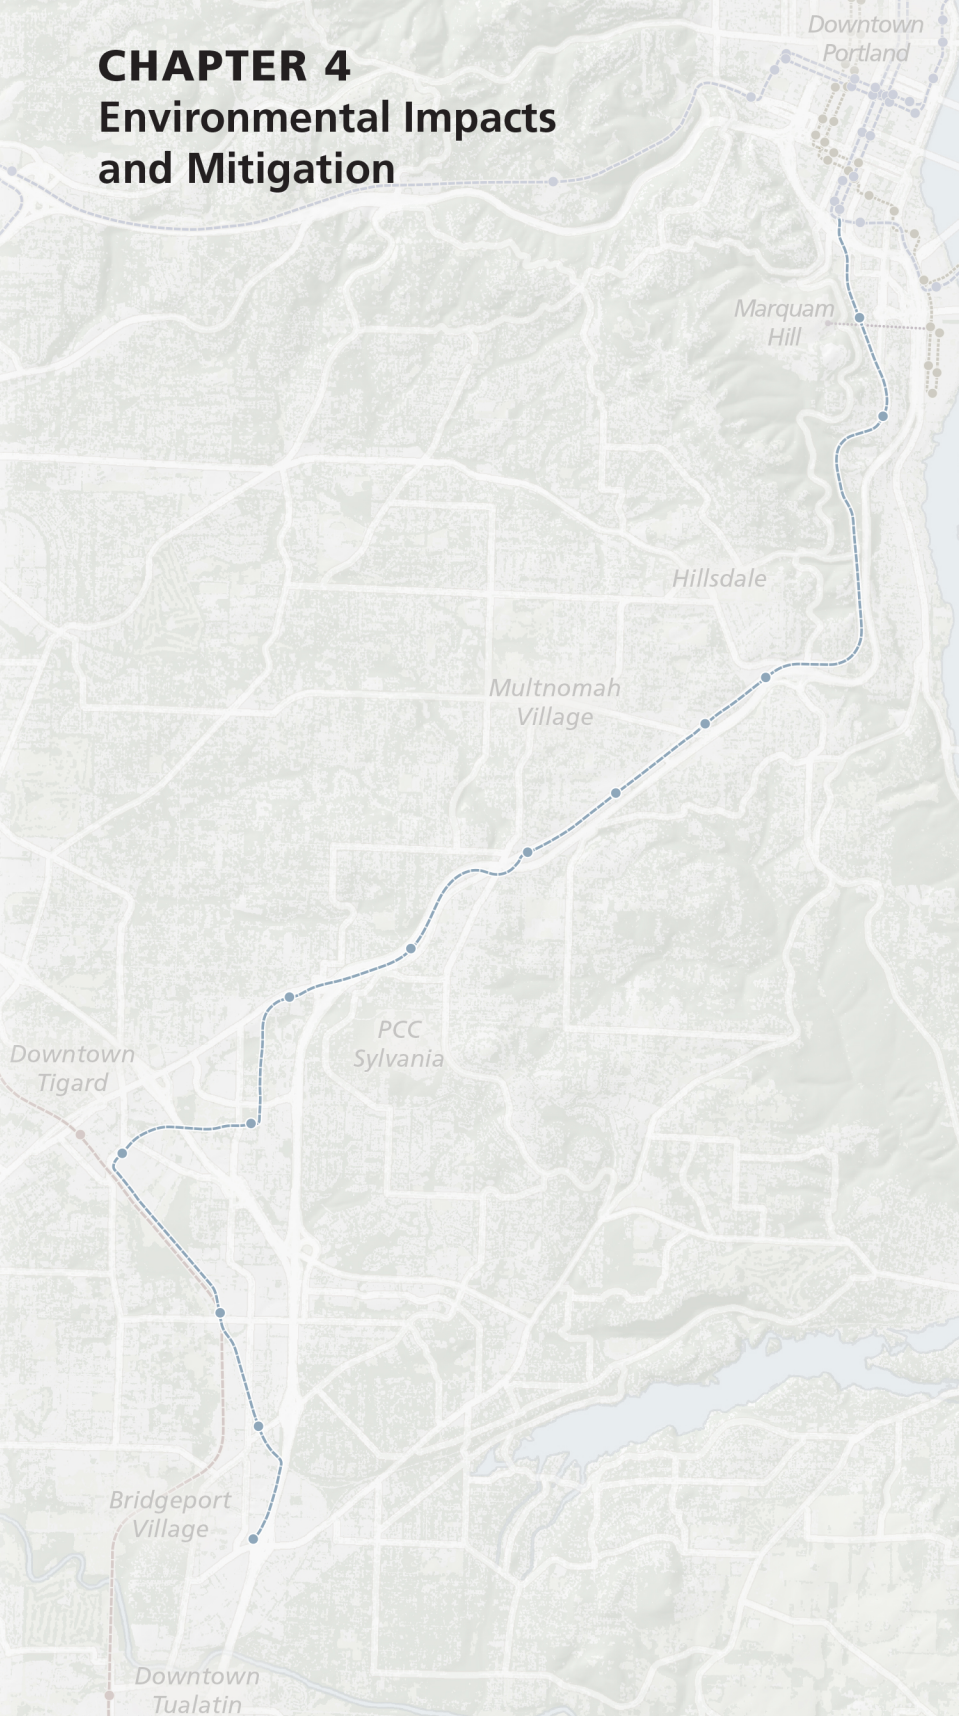 CHAPTER 4
Environmental Impacts
and Mitigation
Downtown
Portland
Marquam
Hill
Hillsdale
Multnomah
Village
PCC
Sylvania
Downtown
Tigard
Bridgeport
Village
Downtown
Tualatin